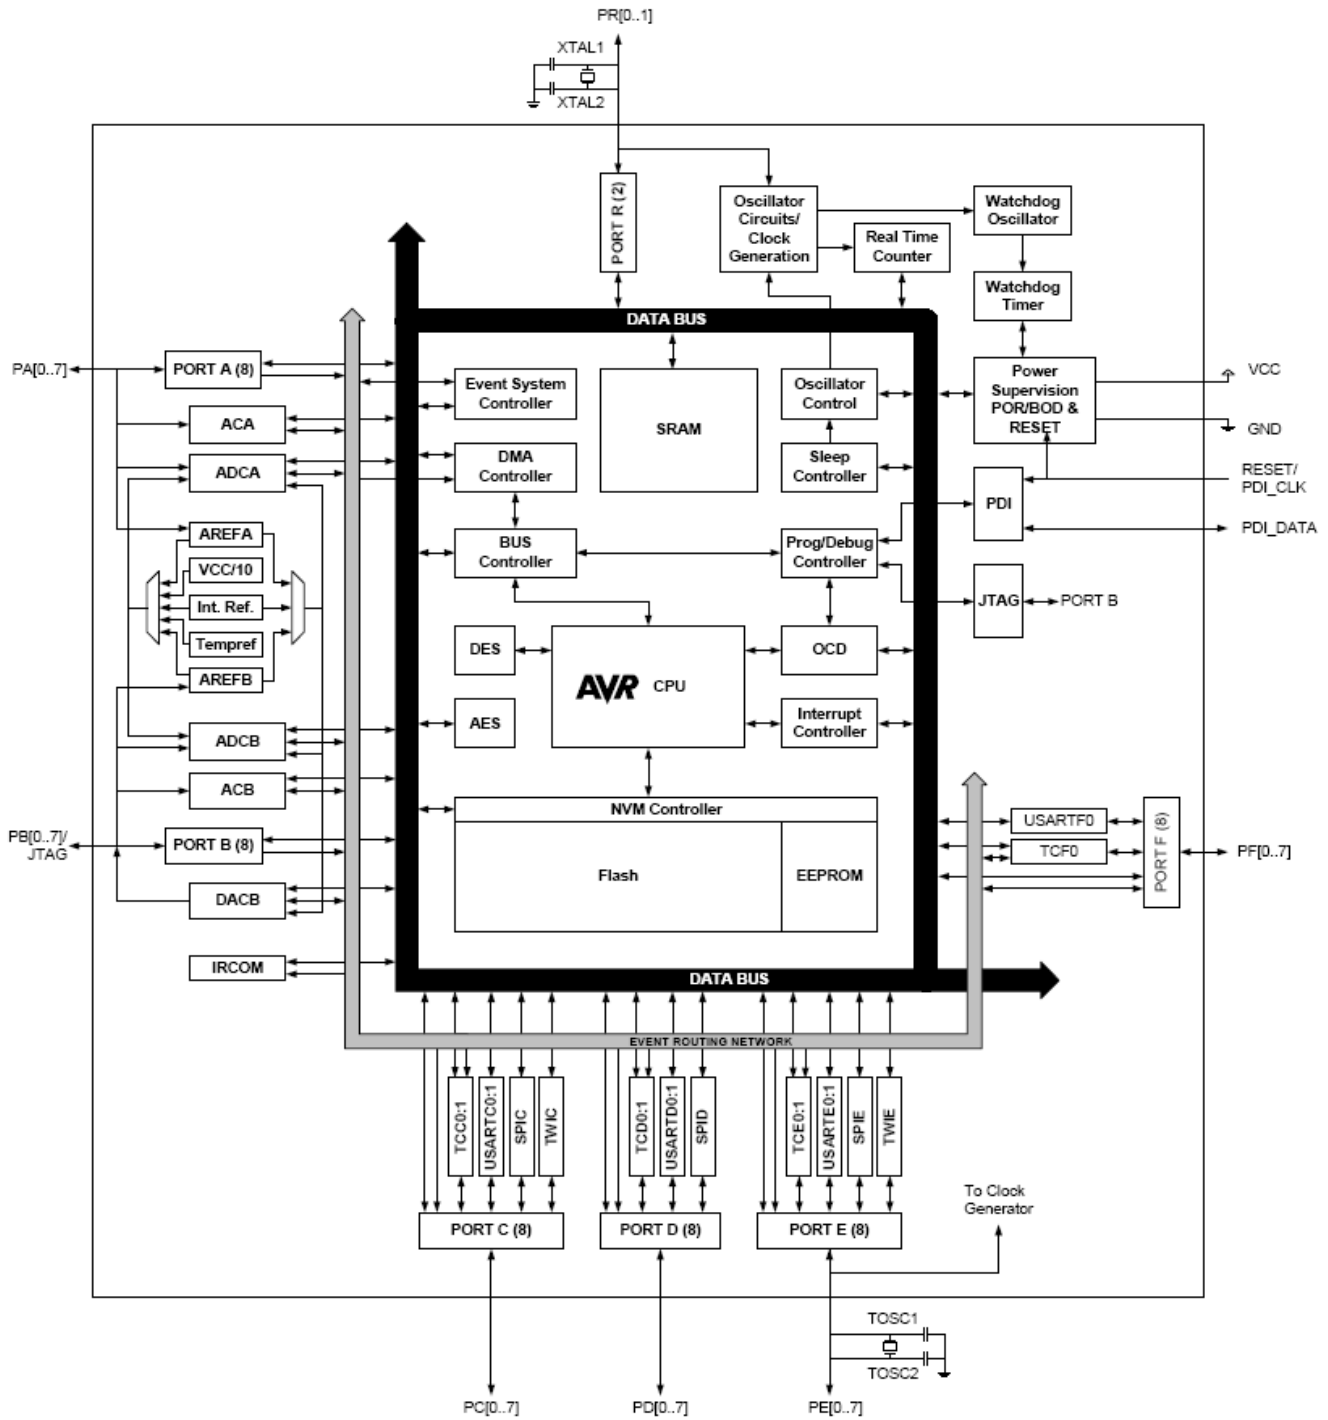 PR[0..1]
XTAL1
XTAL2
PORT R (2)
Oscillator
Circuits/
Clock
Generation
Watchdog
Oscillator
Real Time
Counter
Watchdog
Timer
DATA BUS
PA[0..7]
PORT A (8)
Event System
Controller
SRAM
Oscillator
Control
Power
Supervision
POR/BOD &
RESET
VCC
GND
ACA
ADCA
DMA
Controller
Sleep
Controller
PDI
RESET/
PDI_CLK
PDI_DATA
AREFA
VCC/10
Int. Ref.
Tempref
AREFB
BUS
Controller
Prog/Debug
Controller
JTAG
PORT B
DES
AVR CPU
OCD
AES
Interrupt
Controller
ADCB
ACB
PB[0..7]/
JTAG
PORT B (8)
DACB
IRCOM
NVM Controller
Flash
EEPROM
USARTF0
TCF0
PORT F (8)
PF[0..7]
DATA BUS
EVENT ROUTING NETWORK
TCC0:1
USARTC0:1
SPIC
TWIC
TCD0:1
USARTD0:1
SPID
TCE0:1
USARTE0:1
SPIE
TWIE
PORT C (8)
PORT D (8)
PORT E (8)
To Clock
Generator
TOSC1
TOSC2
PC[0..7]
PD[0..7]
PE[0..7]